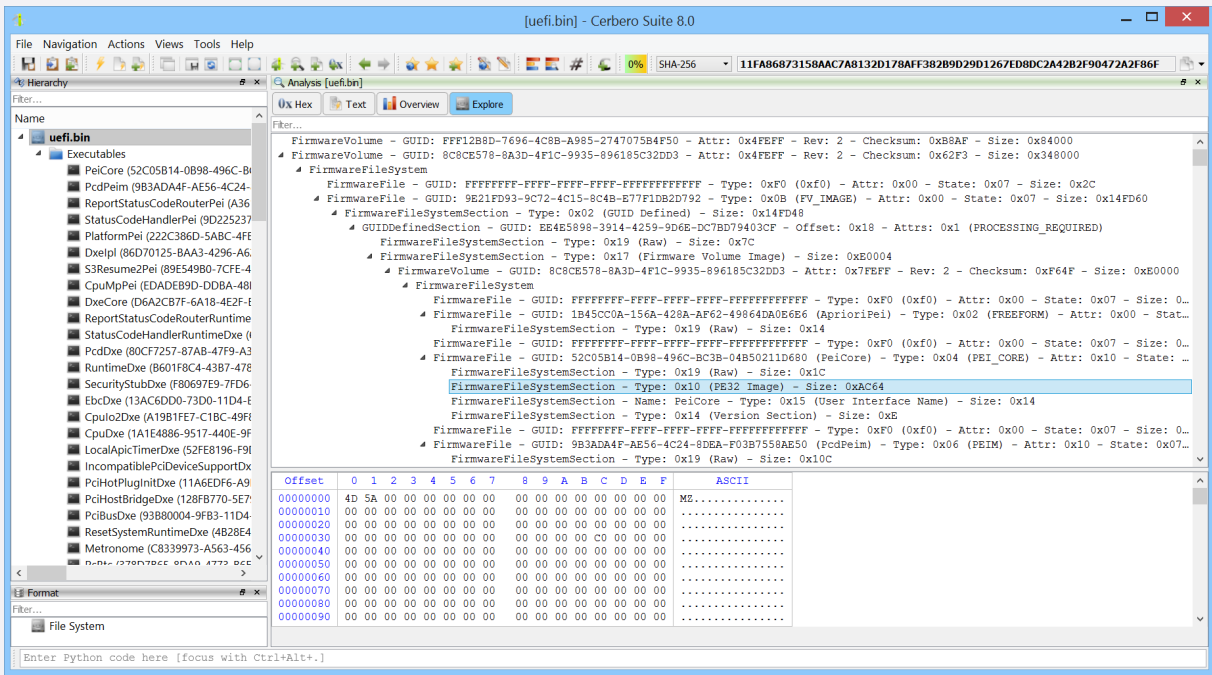 [uefi.bin] - Cerbero Suite 8.0
File Navigation Actions Views Tools Help
0% SHA-256 11FA86873158AAC7A8132D178AFF382B9D29D1267ED8DC2A42B2F90472A2F86F
Hierarchy
Filter...
Name
uefi.bin
Executables
PeiCore (52C05B14-0B98-496C-B
PcdPeim (9B3ADA4F-AE56-4C24-
ReportStatusCodeRouterPei (A36
StatusCodeHandlerPei (9D225237
PlatformPei (222C386D-5ABC-4FE
DxeIpl (86D70125-BAA3-4296-A6
S3Resume2Pei (89E549B0-7CFE-4
CpuMpPei (EDADEB9D-DDBA-48
DxeCore (D6A2CB7F-6A18-4E2F-E
ReportStatusCodeRouterRuntime
StatusCodeHandlerRuntimeDxe (
PcdDxe (80CF7257-87AB-47F9-A3
RuntimeDxe (B601F8C4-43B7-478
SecurityStubDxe (F80697E9-7FD6-
EbcDxe (13AC6DD0-73D0-11D4-E
CpuIo2Dxe (A19B1FE7-C1BC-49F8
CpuDxe (1A1E4886-9517-440E-9F
LocalApicTimerDxe (52FE8196-F9
IncompatiblePciDeviceSupportDx
PciHotPlugInitDxe (11A6EDF6-A9
PciHostBridgeDxe (128FB770-5E7
PciBusDxe (93B80004-9FB3-11D4-
ResetSystemRuntimeDxe (4B28E4
Metronome (C8339973-A563-456
Format
Filter...
File System
Analysis [uefi.bin]
0x Hex Text Overview Explore
Filter...
FirmwareVolume - GUID: FFF12B8D-7696-4C8B-A985-2747075B4F50 - Attr: 0x4FEFF - Rev: 2 - Checksum: 0xB8AF - Size: 0x84000
FirmwareVolume - GUID: 8C8CE578-8A3D-4F1C-9935-896185C32DD3 - Attr: 0x4FEFF - Rev: 2 - Checksum: 0x62F3 - Size: 0x348000
FirmwareFileSystem
FirmwareFile - GUID: FFFFFFFF-FFFF-FFFF-FFFF-FFFFFFFFFFFF - Type: 0xF0 (0xf0) - Attr: 0x00 - State: 0x07 - Size: 0x2C
FirmwareFile - GUID: 9E21FD93-9C72-4C15-8C4B-E77F1DB2D792 - Type: 0x0B (FV_IMAGE) - Attr: 0x00 - State: 0x07 - Size: 0x14FD60
FirmwareFileSystemSection - Type: 0x02 (GUID Defined) - Size: 0x14FD48
GUIDDefinedSection - GUID: EE4E5898-3914-4259-9D6E-DC7BD79403CF - Offset: 0x18 - Attrs: 0x1 (PROCESSING_REQUIRED)
FirmwareFileSystemSection - Type: 0x19 (Raw) - Size: 0x7C
FirmwareFileSystemSection - Type: 0x17 (Firmware Volume Image) - Size: 0xE0004
FirmwareVolume - GUID: 8C8CE578-8A3D-4F1C-9935-896185C32DD3 - Attr: 0x7FEFF - Rev: 2 - Checksum: 0xF64F - Size: 0xE0000
FirmwareFileSystem
FirmwareFile - GUID: FFFFFFFF-FFFF-FFFF-FFFF-FFFFFFFFFFFF - Type: 0xF0 (0xf0) - Attr: 0x00 - State: 0x07 - Size: 0...
FirmwareFile - GUID: 1B45CC0A-156A-428A-AF62-49864DA0E6E6 (AprioriPei) - Type: 0x02 (FREEFORM) - Attr: 0x00 - Stat...
FirmwareFileSystemSection - Type: 0x19 (Raw) - Size: 0x14
FirmwareFile - GUID: FFFFFFFF-FFFF-FFFF-FFFF-FFFFFFFFFFFF - Type: 0xF0 (0xf0) - Attr: 0x00 - State: 0x07 - Size: 0...
FirmwareFile - GUID: 52C05B14-0B98-496C-BC3B-04B50211D680 (PeiCore) - Type: 0x04 (PEI_CORE) - Attr: 0x10 - State: ...
FirmwareFileSystemSection - Type: 0x19 (Raw) - Size: 0x1C
FirmwareFileSystemSection - Type: 0x10 (PE32 Image) - Size: 0xAC64
FirmwareFileSystemSection - Name: PeiCore - Type: 0x15 (User Interface Name) - Size: 0x14
FirmwareFileSystemSection - Type: 0x14 (Version Section) - Size: 0xE
FirmwareFile - GUID: FFFFFFFF-FFFF-FFFF-FFFF-FFFFFFFFFFFF - Type: 0xF0 (0xf0) - Attr: 0x00 - State: 0x07 - Size: 0...
FirmwareFile - GUID: 9B3ADA4F-AE56-4C24-8DEA-F03B7558AE50 (PcdPeim) - Type: 0x06 (PEIM) - Attr: 0x10 - State: 0x07...
FirmwareFileSystemSection - Type: 0x19 (Raw) - Size: 0x10C
Offset 0 1 2 3 4 5 6 7 8 9 A B C D E F ASCII
00000000 4D 5A 00 00 00 00 00 00 00 00 00 00 00 00 00 00 MZ..............
00000010 00 00 00 00 00 00 00 00 00 00 00 00 00 00 00 00 ................
00000020 00 00 00 00 00 00 00 00 00 00 00 00 00 00 00 00 ................
00000030 00 00 00 00 00 00 00 00 00 00 00 00 C0 00 00 00 ................
00000040 00 00 00 00 00 00 00 00 00 00 00 00 00 00 00 00 ................
00000050 00 00 00 00 00 00 00 00 00 00 00 00 00 00 00 00 ................
00000060 00 00 00 00 00 00 00 00 00 00 00 00 00 00 00 00 ................
00000070 00 00 00 00 00 00 00 00 00 00 00 00 00 00 00 00 ................
00000080 00 00 00 00 00 00 00 00 00 00 00 00 00 00 00 00 ................
00000090 00 00 00 00 00 00 00 00 00 00 00 00 00 00 00 00 ................
Enter Python code here [focus with Ctrl+Alt+.]